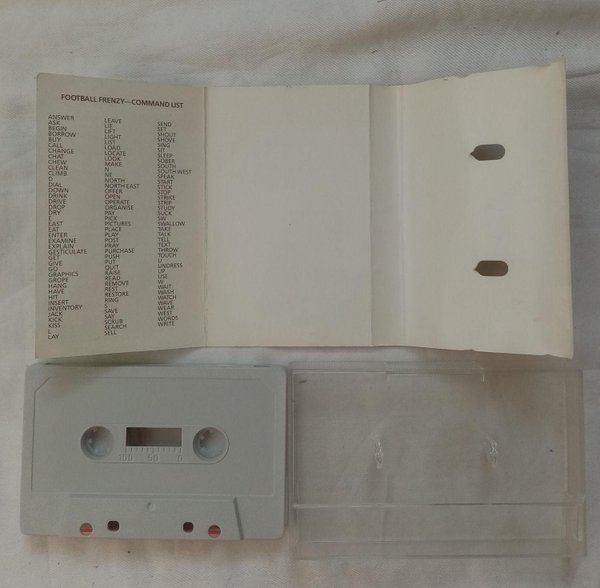 FOOTBALL FRENZY—COMMAND LIST
ANSWER
ASK
BEGIN
BORROW
BUY
CALL
CHANGE
CHAT
CHEW
CLEAN
CLIMB
D
DIAL
DOWN
DRINK
DRIVE
DROP
DRY
E
EAST
EAT
ENTER
EXAMINE
EXPLAIN
GESTICULATE
GET
GIVE
GO
GRAPHICS
GROPE
HANG
HAVE
HIT
INSERT
INVENTORY
JACK
KICK
KISS
L
LAY
LEAVE
LIE
LIFT
LIGHT
LIST
LOAD
LOCATE
LOOK
MAKE
N
NE
NORTH
NORTH EAST
OFFER
OPEN
OPERATE
ORGANISE
PAY
PICK
PICTURES
PLACE
PLAY
POST
PRAY
PURCHASE
PUSH
PUT
QUIT
RAISE
READ
REMOVE
REST
RESTORE
RING
S
SAVE
SAY
SCRUB
SEARCH
SELL
SEND
SET
SHOUT
SHOVE
SING
SIT
SLEEP
SOBER
SOUTH
SOUTH WEST
SPEAK
START
STICK
STOP
STRIKE
STRIP
STUDY
SUCK
SW
SWALLOW
TAKE
TALK
TELL
TEXT
THROW
TOUCH
U
UNDRESS
UP
USE
W
WAIT
WASH
WATCH
WAVE
WEAR
WEST
WORDS
WRITE
100 50 0